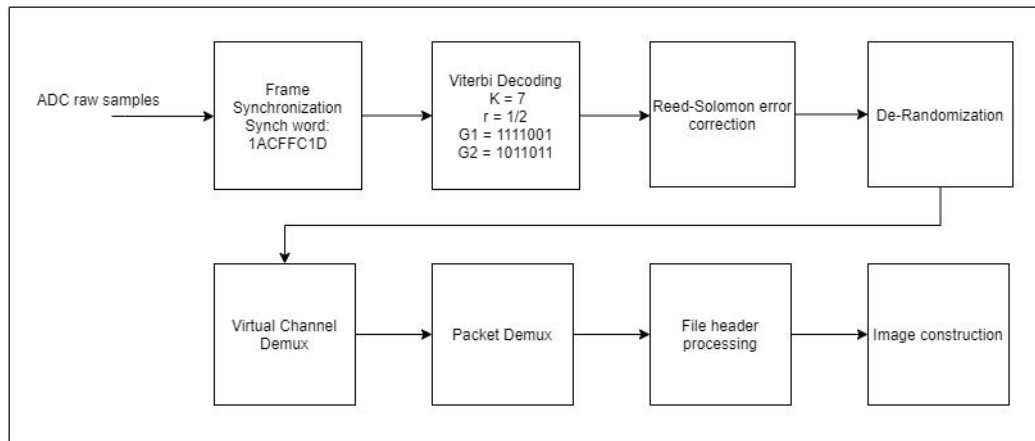 ADC raw samples
Frame
Synchronization
Synch word:
1ACFFC1D
Viterbi Decoding
K = 7
r = 1/2
G1 = 1111001
G2 = 1011011
Reed-Solomon error
correction
De-Randomization
Virtual Channel
Demux
Packet Demux
File header
processing
Image construction